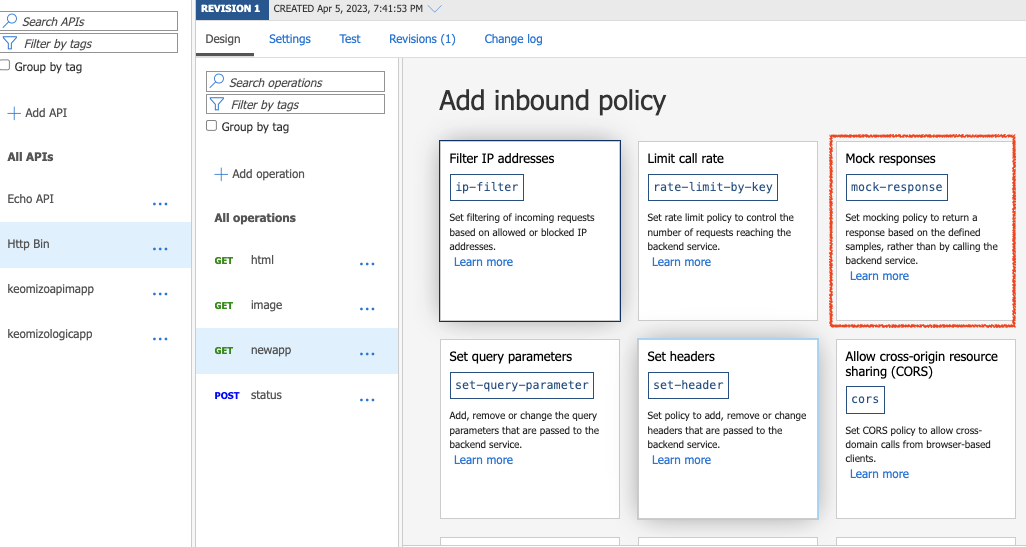 REVISION 1 CREATED Apr 5, 2023, 7:41:53 PM
Search APIs
Filter by tags
Group by tag
Add API
All APIs
Echo API ...
Http Bin ...
keomizoapimapp ...
keomizologicapp ...
Design Settings Test Revisions (1) Change log
Search operations
Filter by tags
Group by tag
Add operation
All operations
GET html ...
GET image ...
GET newapp ...
POST status ...
Add inbound policy
Filter IP addresses
ip-filter
Set filtering of incoming requests
based on allowed or blocked IP
addresses.
Learn more
Limit call rate
rate-limit-by-key
Set rate limit policy to control the
number of requests reaching the
backend service.
Learn more
Mock responses
mock-response
Set mocking policy to return a
response based on the defined
samples, rather than by calling the
backend service.
Learn more
Set query parameters
set-query-parameter
Add, remove or change the query
parameters that are passed to the
backend service.
Learn more
Set headers
set-header
Set policy to add, remove or change
headers that are passed to the
backend service.
Learn more
Allow cross-origin resource
sharing (CORS)
cors
Set CORS policy to allow cross-
domain calls from browser-based
clients.
Learn more